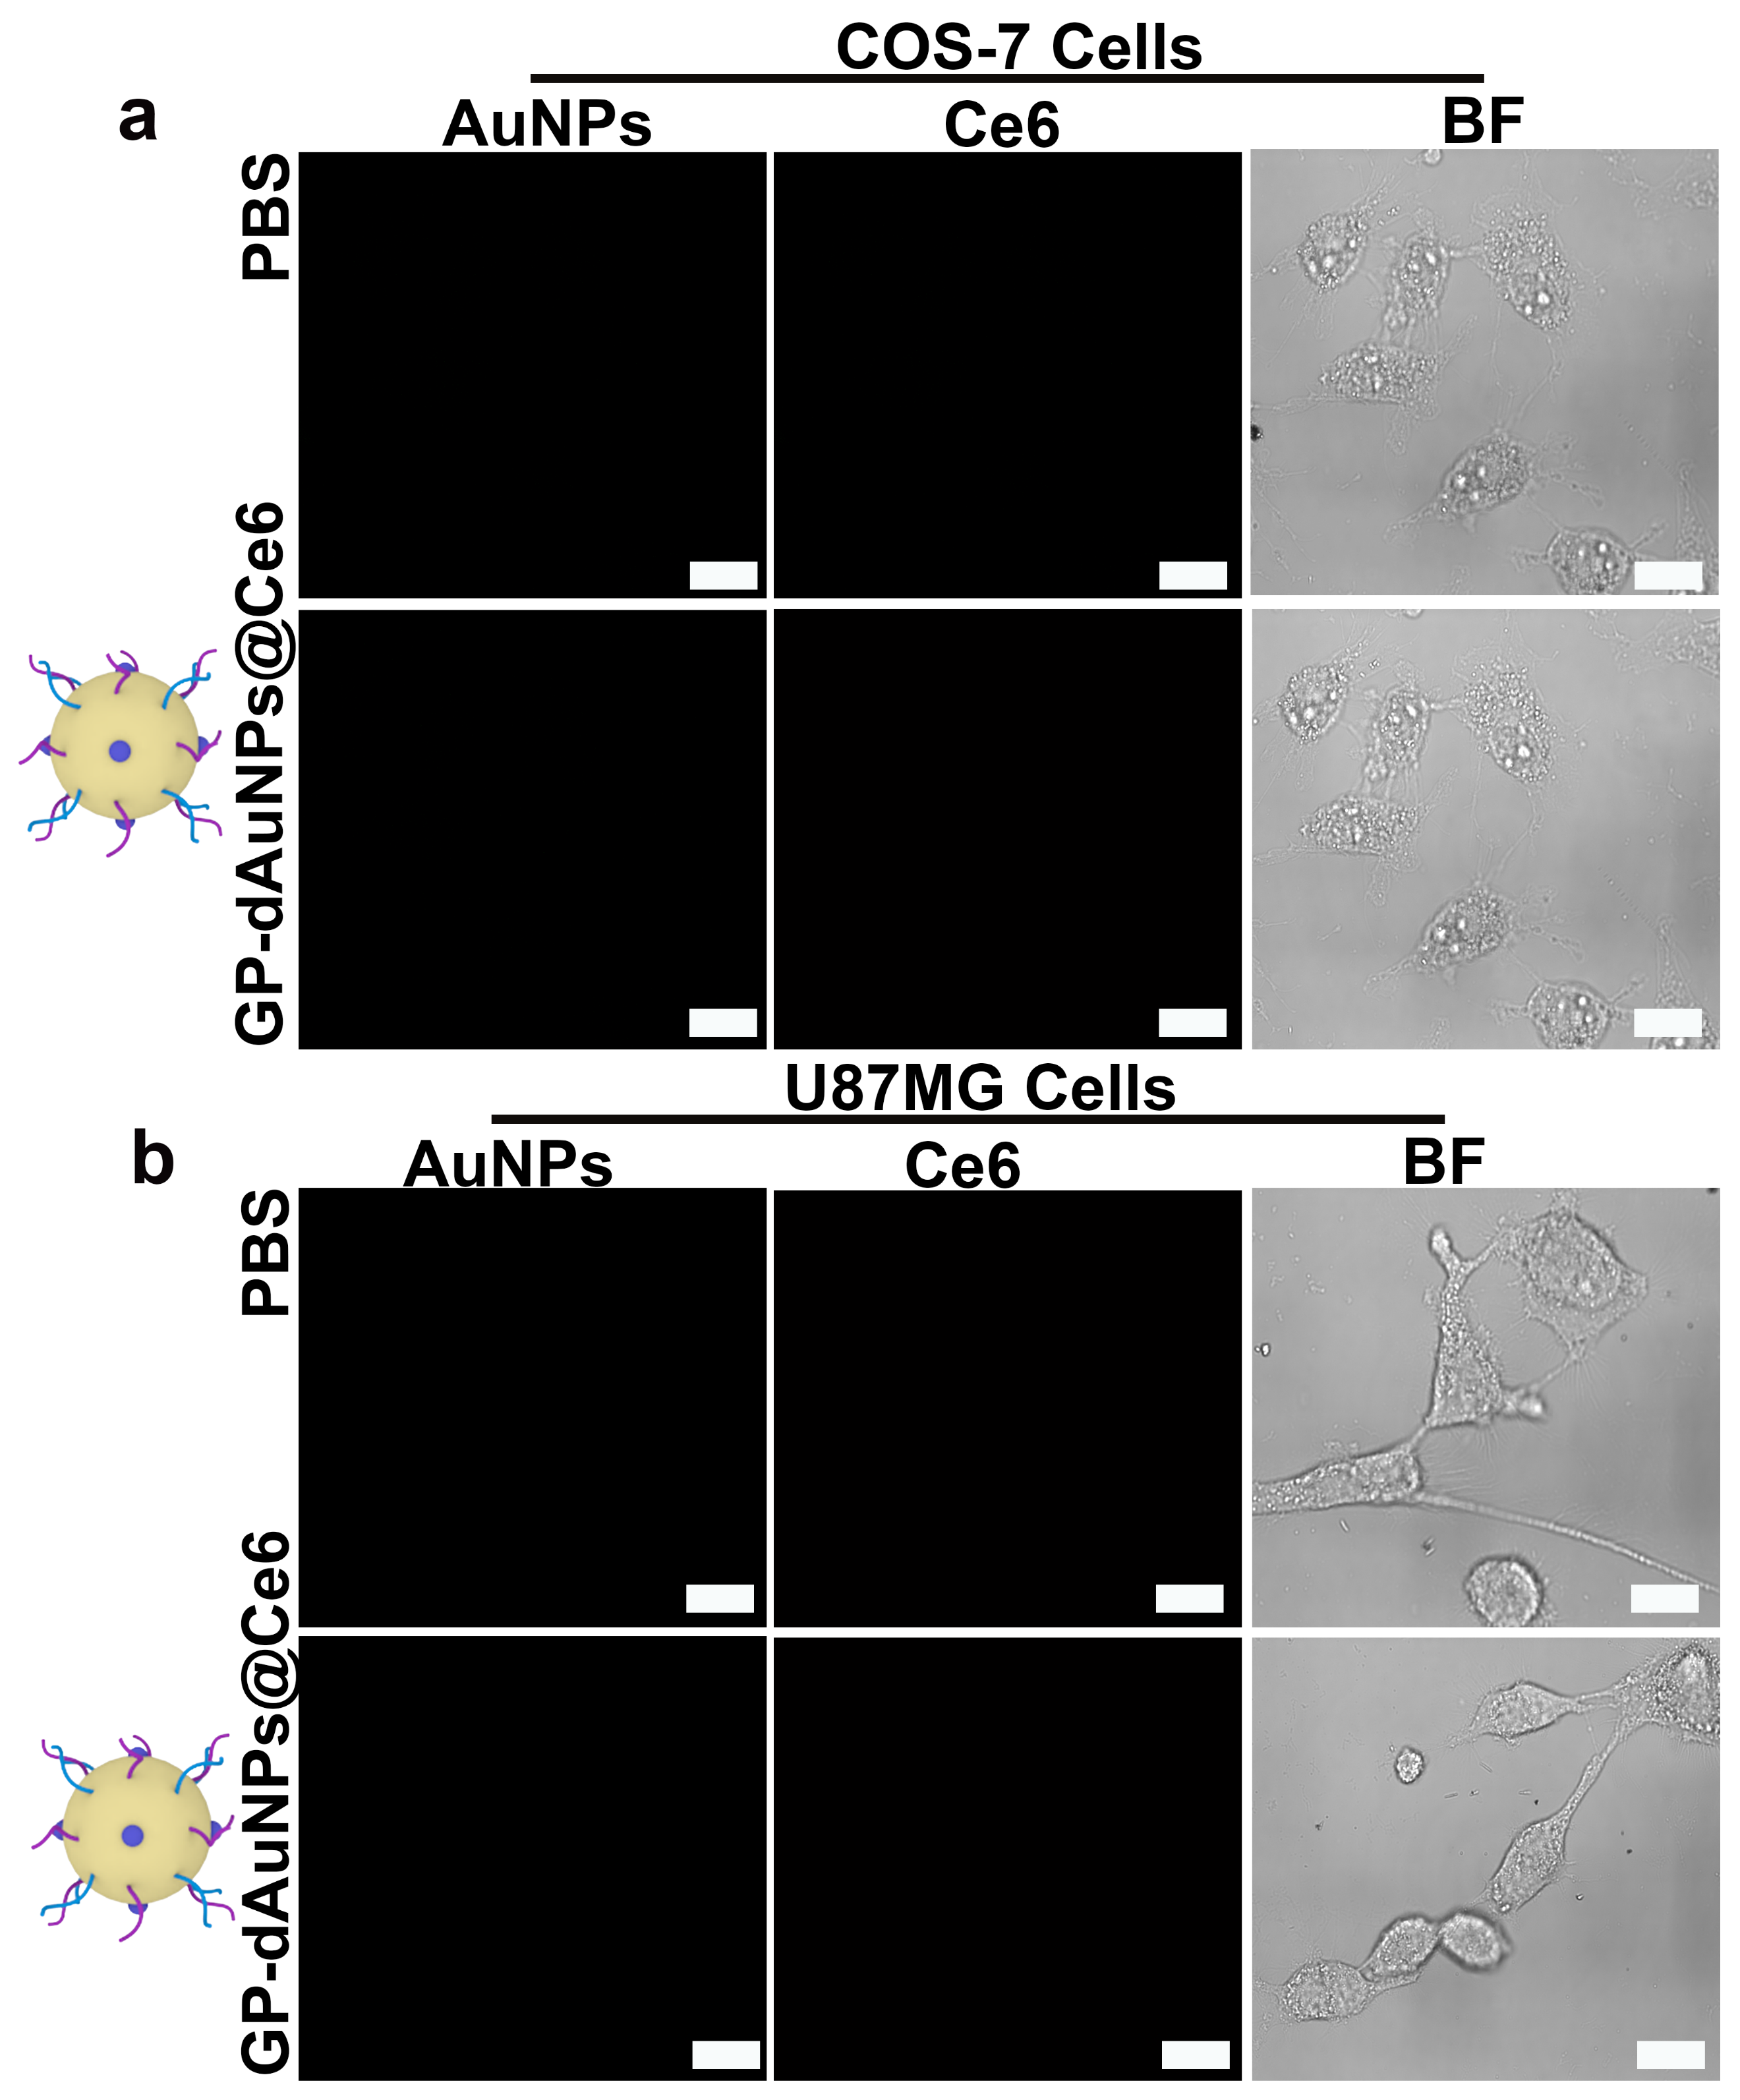 COS-7 Cells
a
AuNPs
Ce6
BF
PBS
GP-dAuNPs@Ce6
U87MG Cells
b
AuNPs
Ce6
BF
PBS
GP-dAuNPs@Ce6